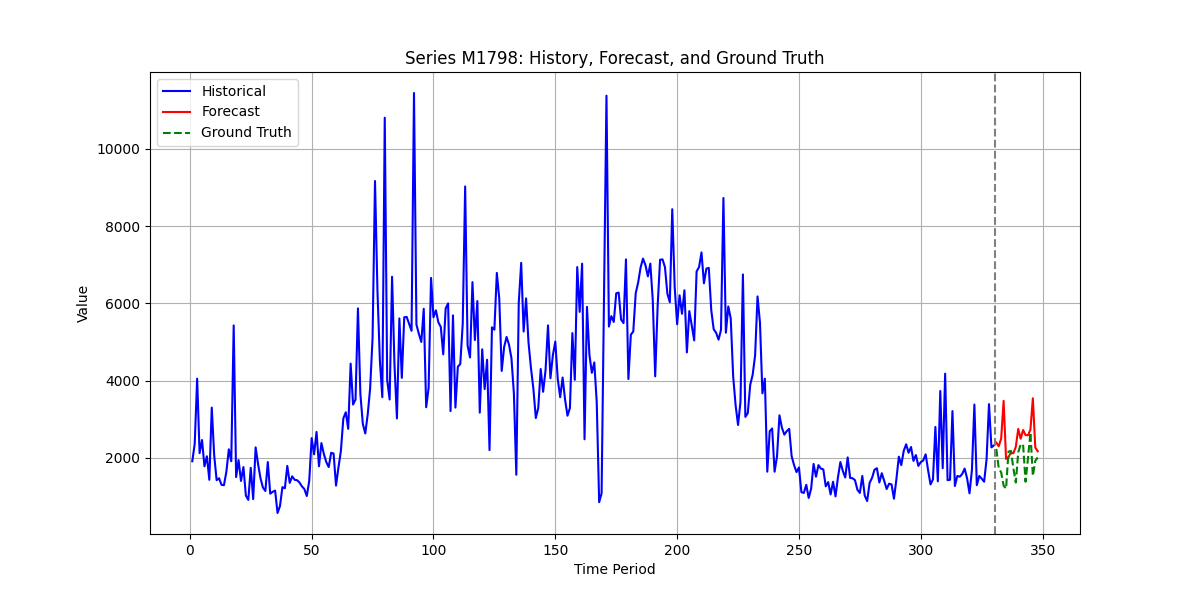 Series M1798: History, Forecast, and Ground Truth
Historical
Forecast
Ground Truth
Value
10000
8000
6000
4000
2000
0 50 100 150 200 250 300 350
Time Period